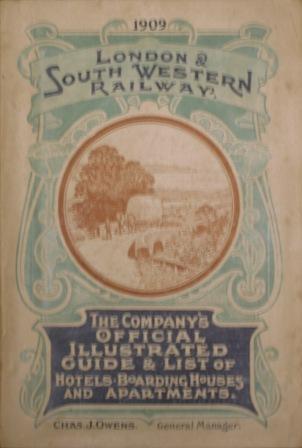 1909
LONDON &
SOUTH WESTERN
RAILWAY.
THE COMPANY'S
OFFICIAL
ILLUSTRATED
GUIDE & LIST OF
HOTELS·BOARDING HOUSES
AND APARTMENTS.
CHAS. J. OWENS. General Manager.